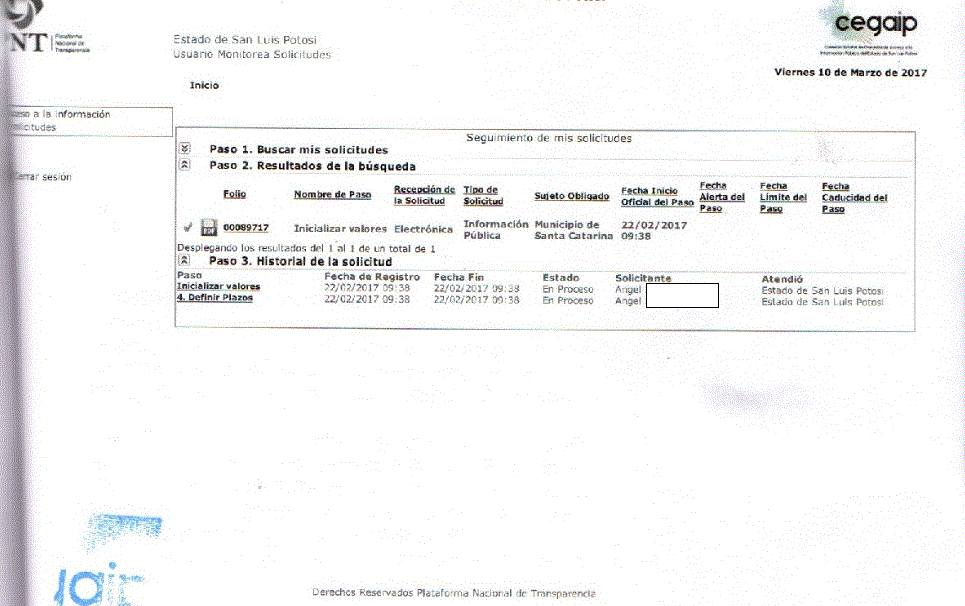 NT Plataforma Nacional de Transparencia
Estado de San Luis Potosi
Usuario Monitorea Solicitudes
cegaip
Viernes 10 de Marzo de 2017
Inicio
a la información
solicitudes
Cerrar sesión
Seguimiento de mis solicitudes
Paso 1. Buscar mis solicitudes
Paso 2. Resultados de la búsqueda
Folio Nombre de Paso Recepción de la Solicitud Tipo de Solicitud Sujeto Obligado Fecha Inicio Oficial del Paso Fecha Alerta del Paso Fecha Límite del Paso Fecha Caducidad del Paso
00089717 Inicializar valores Electrónica Información Pública Municipio de Santa Catarina 22/02/2017 09:38
Desplegando los resultados del 1 al 1 de un total de 1
Paso 3. Historial de la solicitud
Paso Fecha de Registro Fecha Fin Estado Solicitante Atendió
Inicializar valores 22/02/2017 09:38 22/02/2017 09:38 En Proceso Angel Estado de San Luis Potosi
4. Definir Plazos 22/02/2017 09:38 22/02/2017 09:38 En Proceso Angel Estado de San Luis Potosi
Derechos Reservados Plataforma Nacional de Transparencia